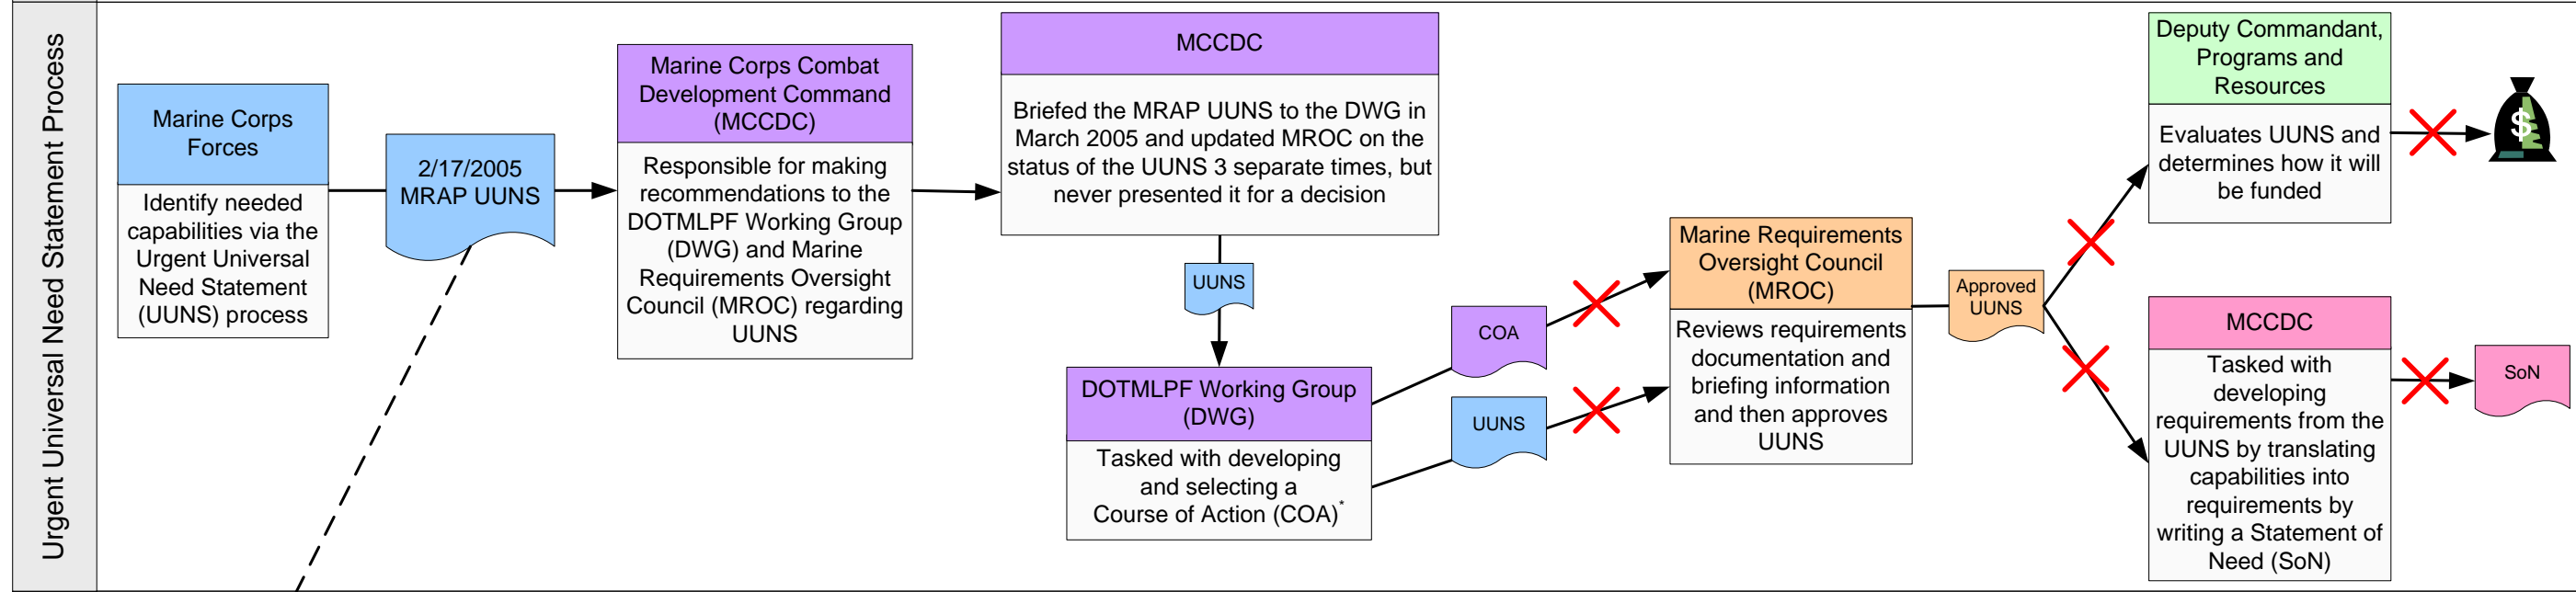 Urgent Universal Need Statement Process
Marine Corps
Forces
Identify needed
capabilities via the
Urgent Universal
Need Statement
(UUNS) process
2/17/2005
MRAP UUNS
Marine Corps Combat
Development Command
(MCCDC)
Responsible for making
recommendations to the
DOTMLPF Working Group
(DWG) and Marine
Requirements Oversight
Council (MROC) regarding
UUNS
MCCDC
Briefed the MRAP UUNS to the DWG in
March 2005 and updated MROC on the
status of the UUNS 3 separate times, but
never presented it for a decision
UUNS
DOTMLPF Working Group
(DWG)
Tasked with developing
and selecting a
Course of Action (COA)*
COA
UUNS
Marine Requirements
Oversight Council
(MROC)
Reviews requirements
documentation and
briefing information
and then approves
UUNS
Approved
UUNS
Deputy Commandant,
Programs and
Resources
Evaluates UUNS and
determines how it will
be funded
$
MCCDC
Tasked with
developing
requirements from the
UUNS by translating
capabilities into
requirements by
writing a Statement of
Need (SoN)
SoN